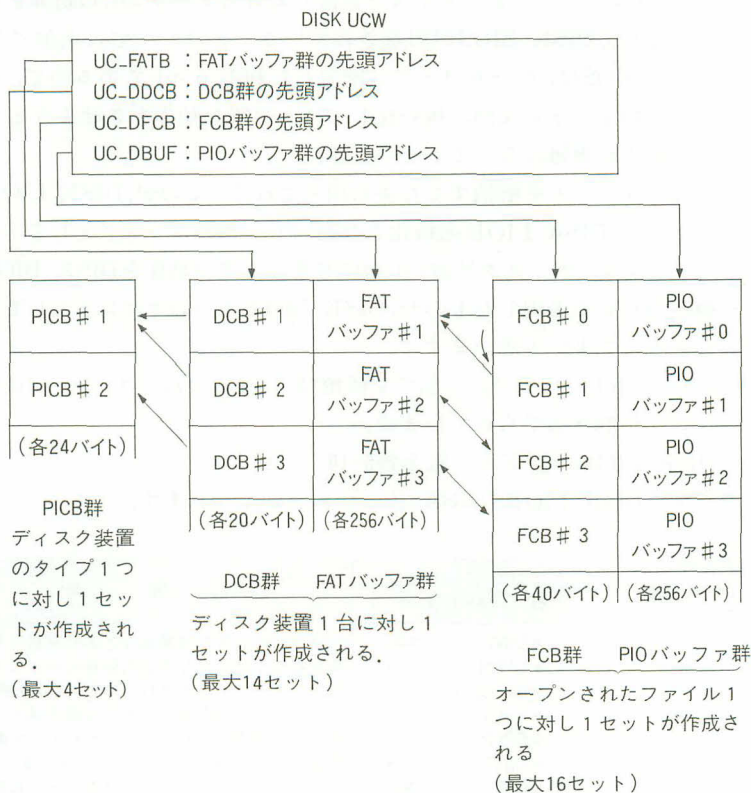 DISK UCW
UC_FATB：FATバッファ群の先頭アドレス
UC_DDCB：DCB群の先頭アドレス
UC_DFCB：FCB群の先頭アドレス
UC_DBUF：PIOバッファ群の先頭アドレス
PICB＃1
PICB＃2
(各24バイト)
PICB群
ディスク装置
のタイプ1つ
に対し1セッ
トが作成され
る．
(最大4セット)
DCB＃1
DCB＃2
DCB＃3
(各20バイト)
FAT
バッファ＃1
FAT
バッファ＃2
FAT
バッファ＃3
(各256バイト)
DCB群 FATバッファ群
ディスク装置1台に対し1
セットが作成される．
(最大14セット)
FCB＃0
FCB＃1
FCB＃2
FCB＃3
(各40バイト)
PIO
バッファ＃0
PIO
バッファ＃1
PIO
バッファ＃2
PIO
バッファ＃3
(各256バイト)
FCB群 PIOバッファ群
オープンされたファイル1
つに対し1セットが作成さ
れる
(最大16セット)